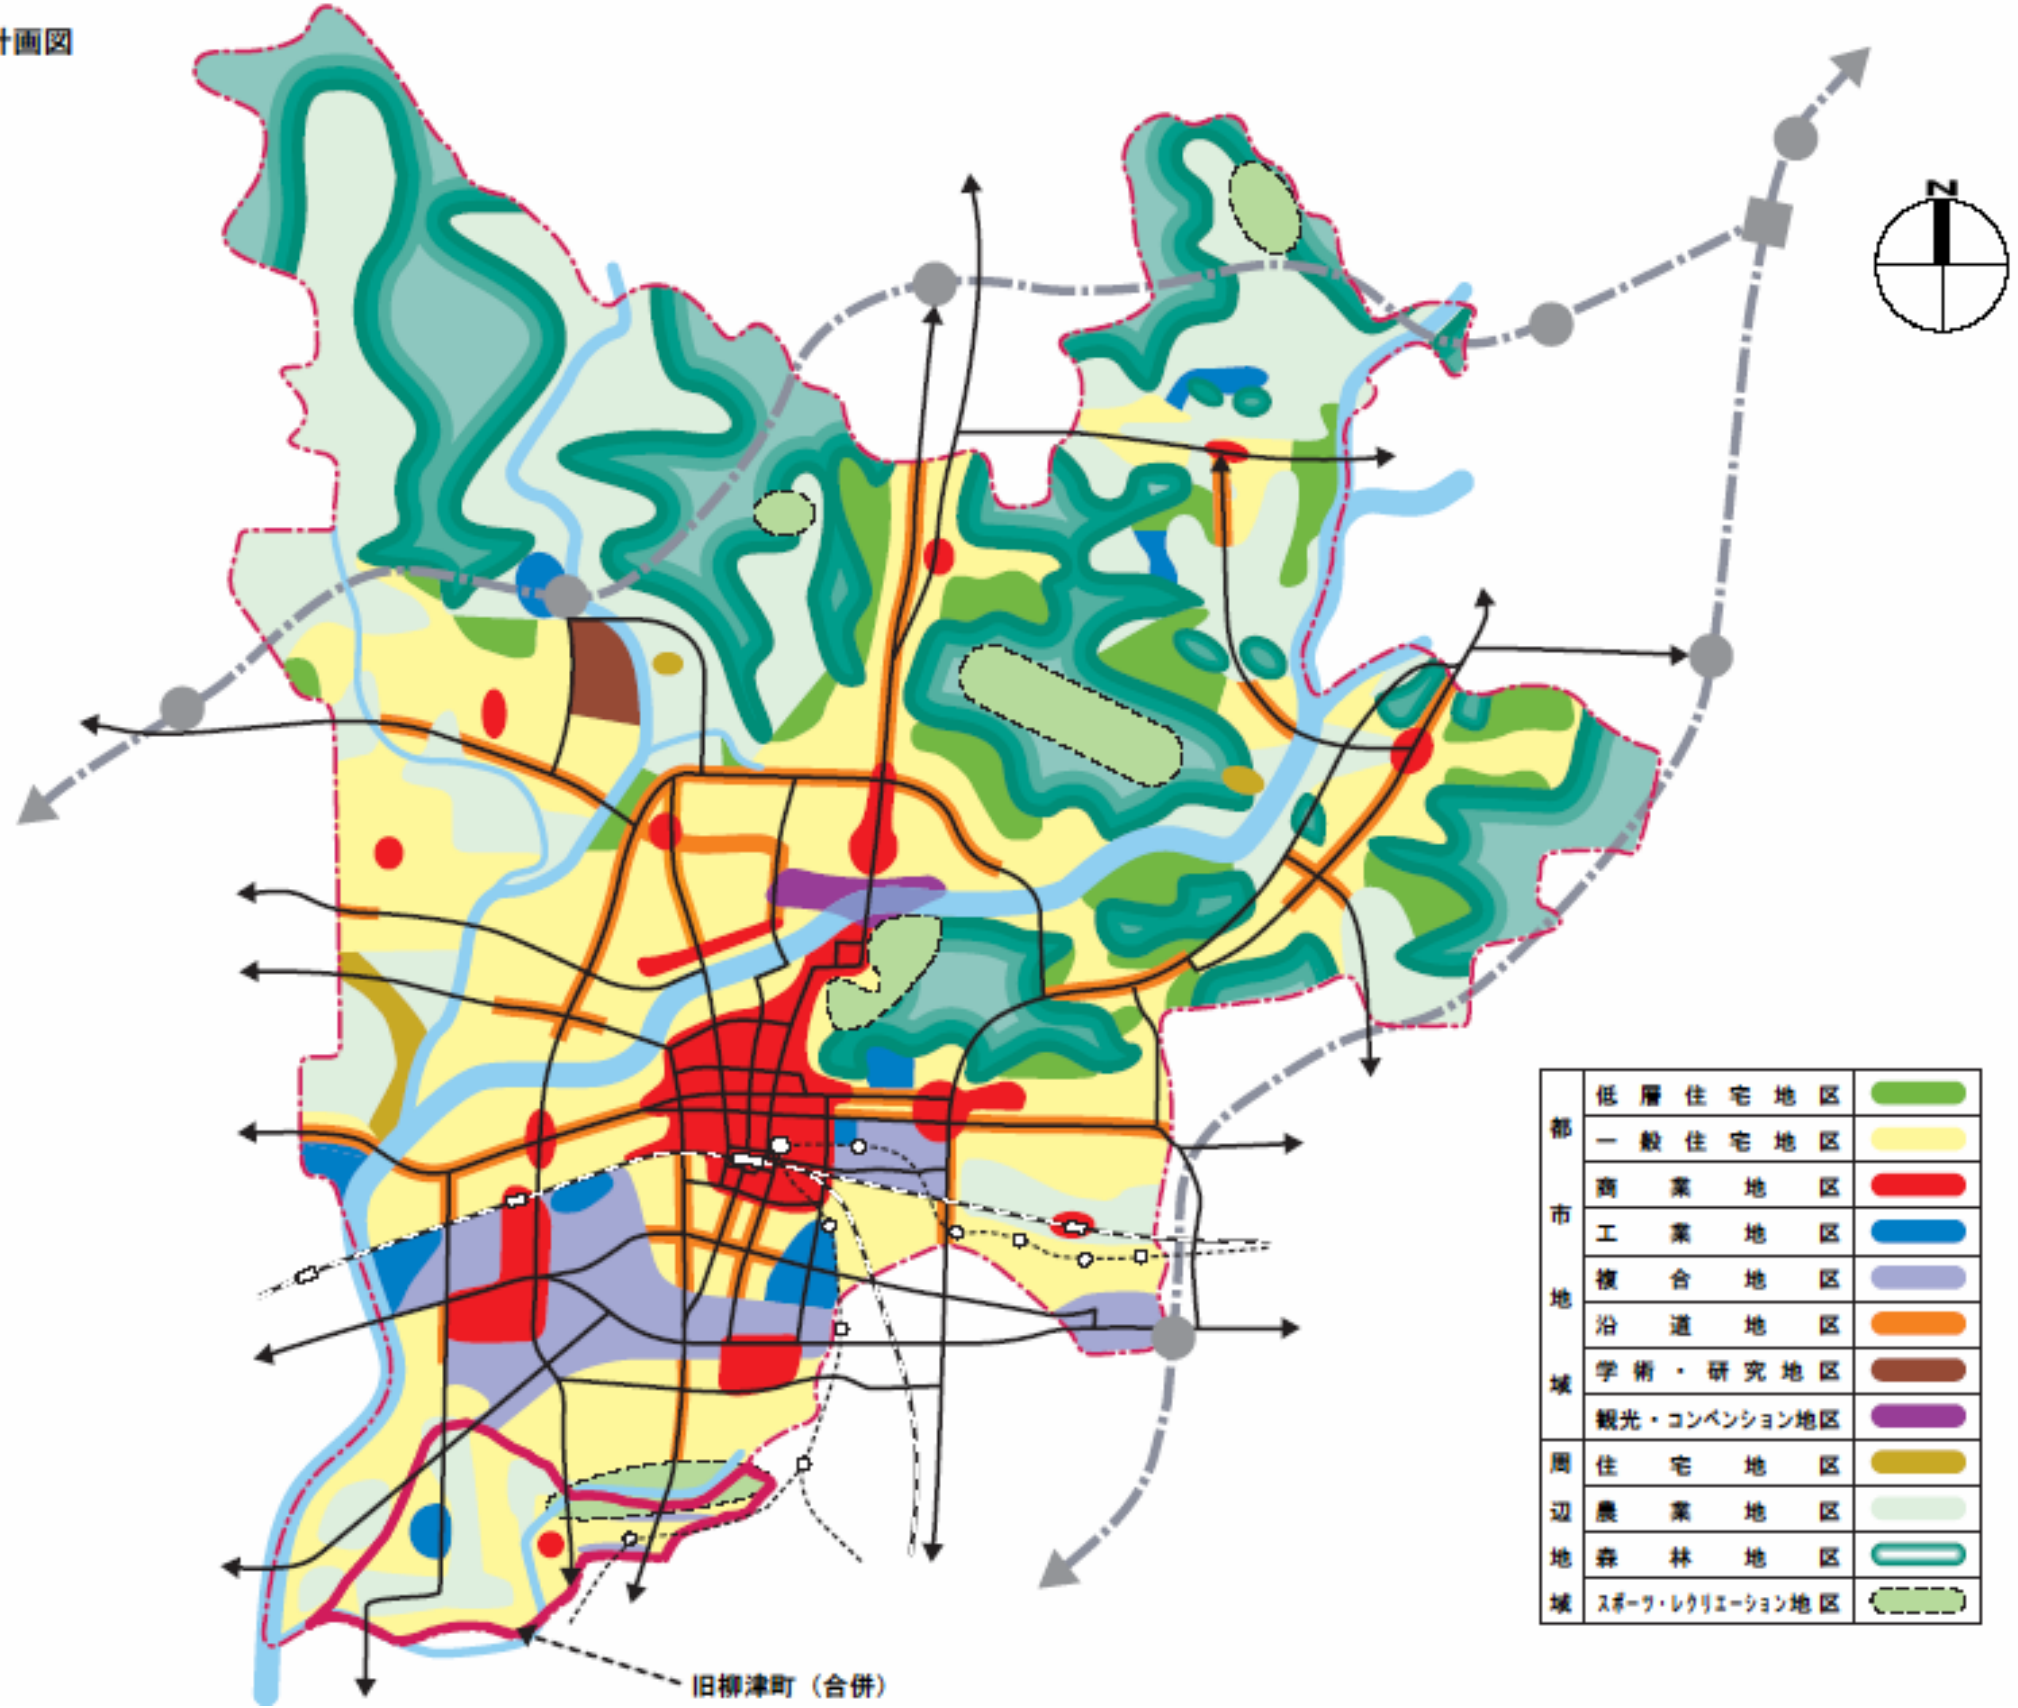 計画図
N
都市地域
低層住宅地区
一般住宅地区
商業地区
工業地区
複合地区
沿道地区
学術・研究地区
観光・コンベンション地区
周辺地域
住宅地区
農業地区
森林地区
スポーツ・レクリエーション地区
旧柳津町（合併）